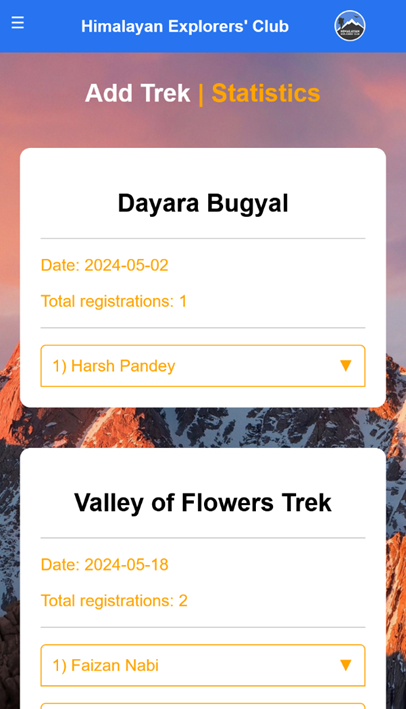 ☰ Himalayan Explorers' Club
Add Trek | Statistics
Dayara Bugyal
Date: 2024-05-02
Total registrations: 1
1) Harsh Pandey ▼
Valley of Flowers Trek
Date: 2024-05-18
Total registrations: 2
1) Faizan Nabi ▼